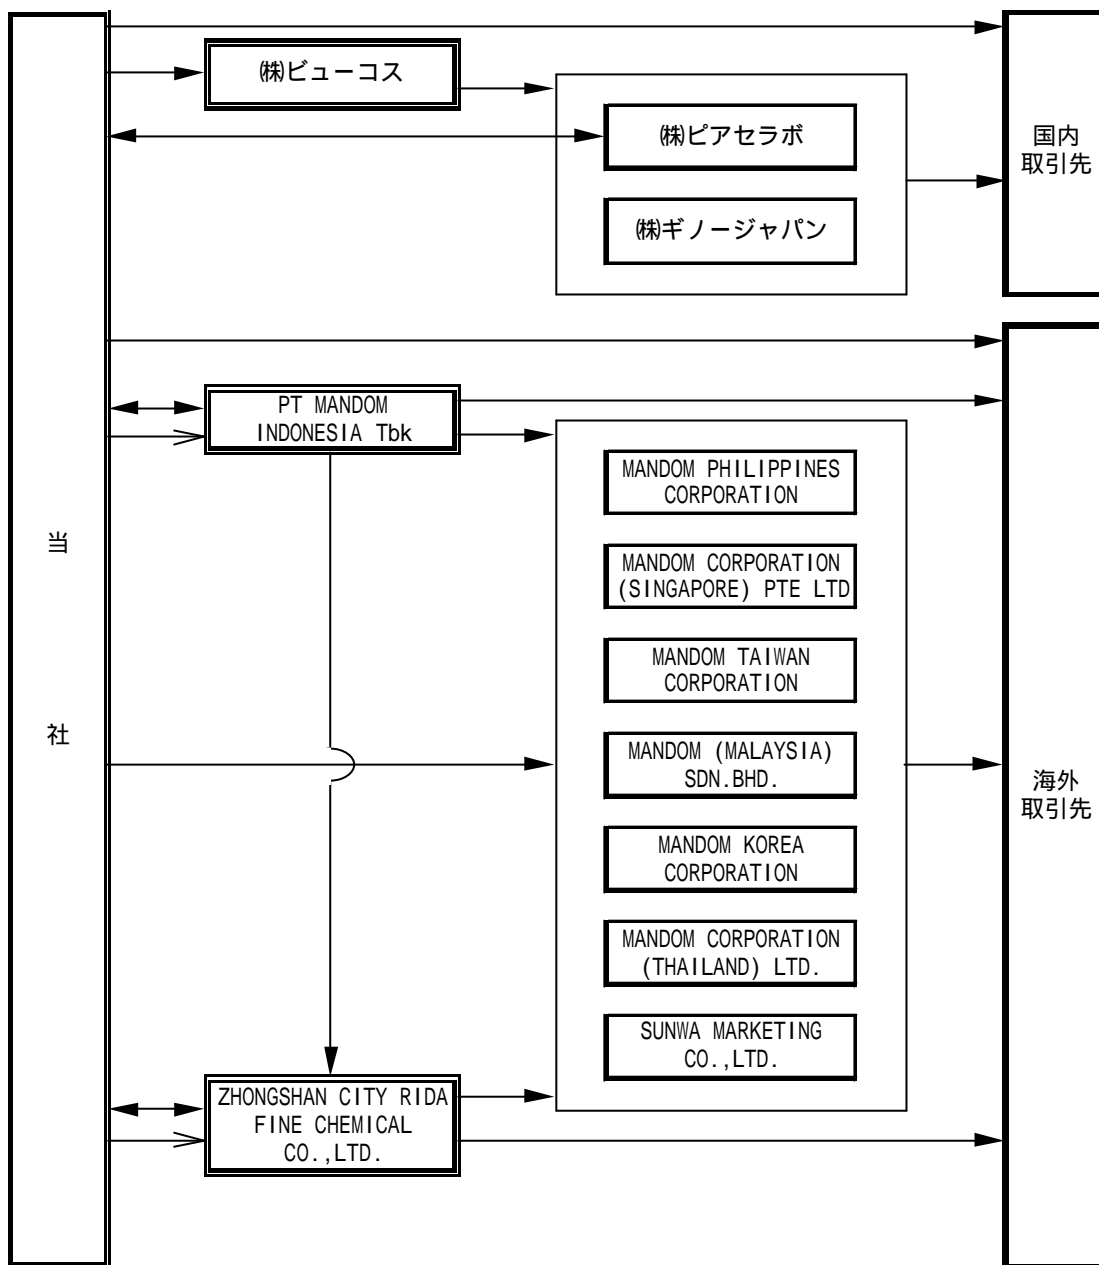 ㈱ビューコス
㈱ピアセラボ
㈱ギノージャパン
国内
取引先
当
社
PT MANDOM
INDONESIA Tbk
MANDOM PHILIPPINES
CORPORATION
MANDOM CORPORATION
(SINGAPORE) PTE LTD
MANDOM TAIWAN
CORPORATION
MANDOM (MALAYSIA)
SDN.BHD.
MANDOM KOREA
CORPORATION
MANDOM CORPORATION
(THAILAND) LTD.
SUNWA MARKETING
CO.,LTD.
ZHONGSHAN CITY RIDA
FINE CHEMICAL
CO.,LTD.
海外
取引先